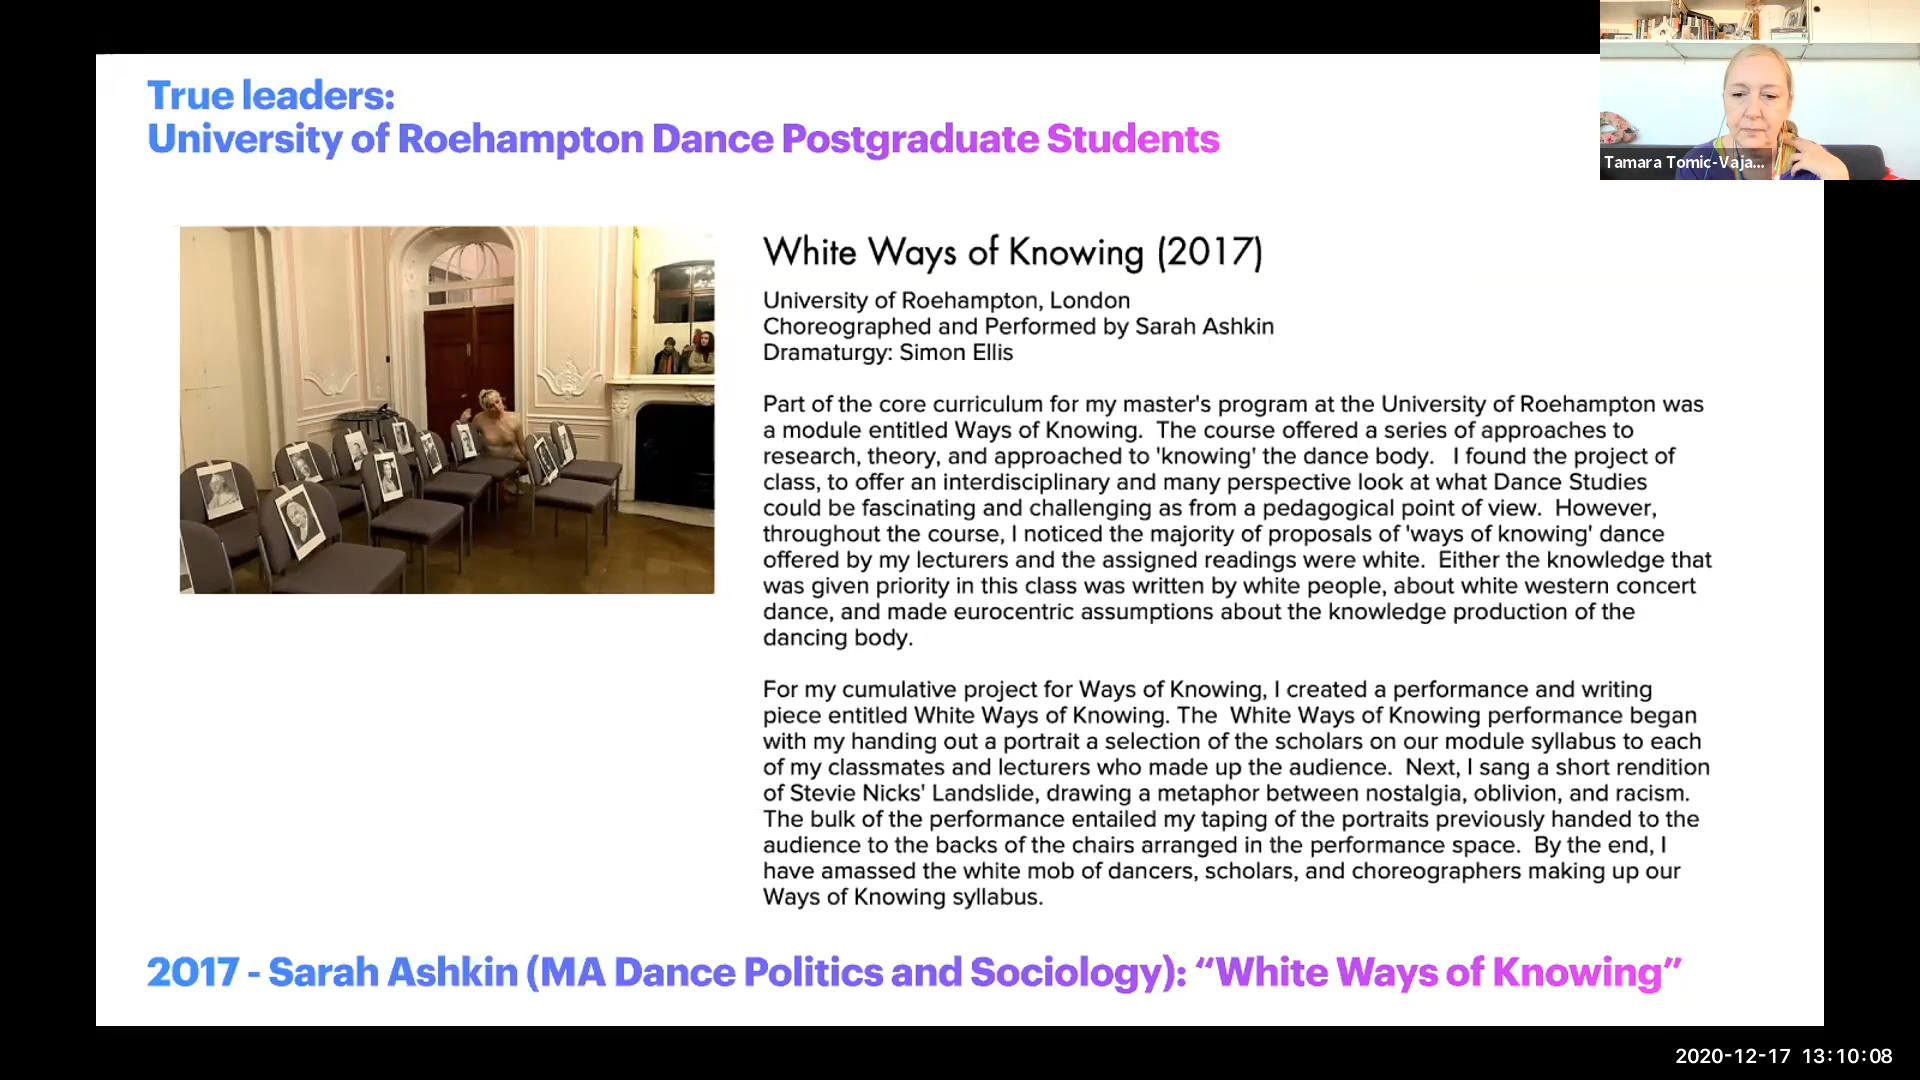 True leaders:
University of Roehampton Dance Postgraduate Students
Tamara Tomic-Vaja...
White Ways of Knowing (2017)
University of Roehampton, London
Choreographed and Performed by Sarah Ashkin
Dramaturgy: Simon Ellis
Part of the core curriculum for my master's program at the University of Roehampton was
a module entitled Ways of Knowing.  The course offered a series of approaches to
research, theory, and approached to 'knowing' the dance body.   I found the project of
class, to offer an interdisciplinary and many perspective look at what Dance Studies
could be fascinating and challenging as from a pedagogical point of view.  However,
throughout the course, I noticed the majority of proposals of 'ways of knowing' dance
offered by my lecturers and the assigned readings were white.  Either the knowledge that
was given priority in this class was written by white people, about white western concert
dance, and made eurocentric assumptions about the knowledge production of the
dancing body.
For my cumulative project for Ways of Knowing, I created a performance and writing
piece entitled White Ways of Knowing. The  White Ways of Knowing performance began
with my handing out a portrait a selection of the scholars on our module syllabus to each
of my classmates and lecturers who made up the audience.  Next, I sang a short rendition
of Stevie Nicks' Landslide, drawing a metaphor between nostalgia, oblivion, and racism.
The bulk of the performance entailed my taping of the portraits previously handed to the
audience to the backs of the chairs arranged in the performance space.  By the end, I
have amassed the white mob of dancers, scholars, and choreographers making up our
Ways of Knowing syllabus.
2017 - Sarah Ashkin (MA Dance Politics and Sociology): “White Ways of Knowing”
2020-12-17 13:10:08